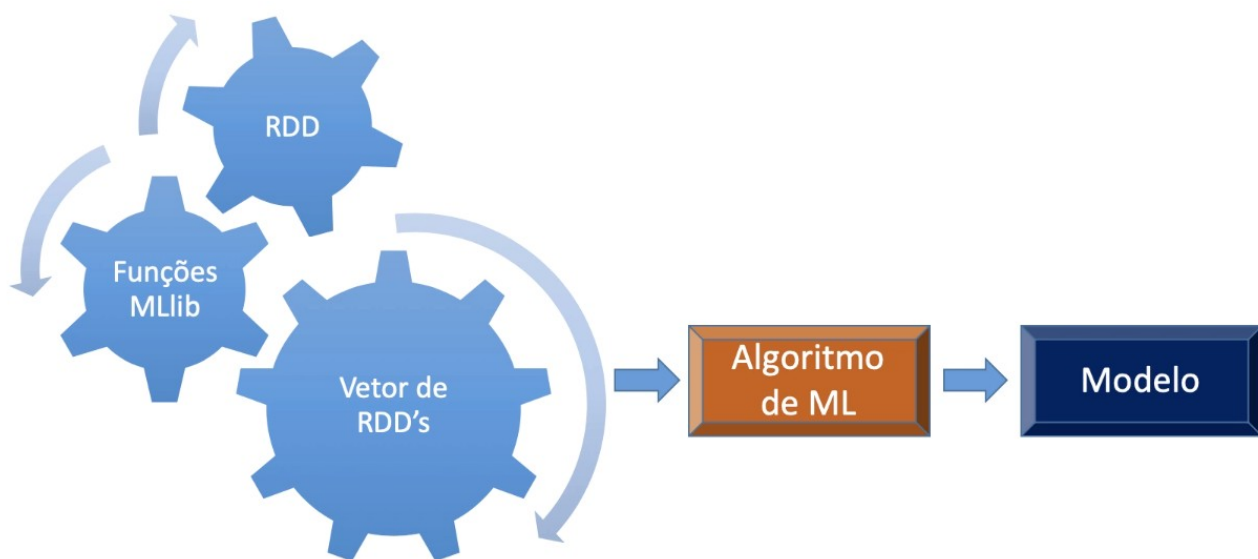 RDD
Funções
MLlib
Vetor de
RDD’s
Algoritmo
de ML
Modelo